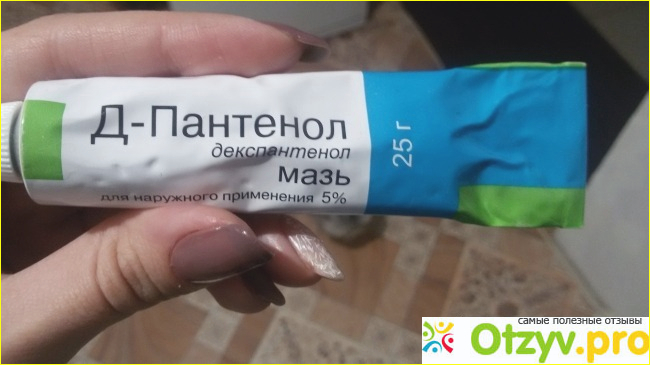 Д-Пантенол
декспантенол
мазь
для наружного применения 5%
25 г
самые полезные отзывы
Otzyv.pro